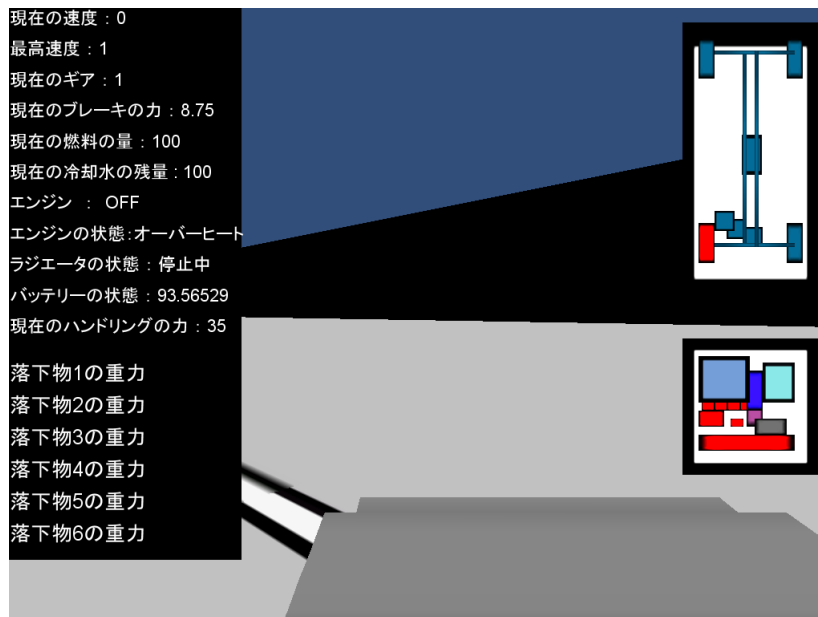 現在の速度：0
最高速度：1
現在のギア：1
現在のブレーキの力：8.75
現在の燃料の量：100
現在の冷却水の残量：100
エンジン ： OFF
エンジンの状態:オーバーヒート
ラジエータの状態：停止中
バッテリーの状態：93.56529
現在のハンドリングの力：35
落下物1の重力
落下物2の重力
落下物3の重力
落下物4の重力
落下物5の重力
落下物6の重力